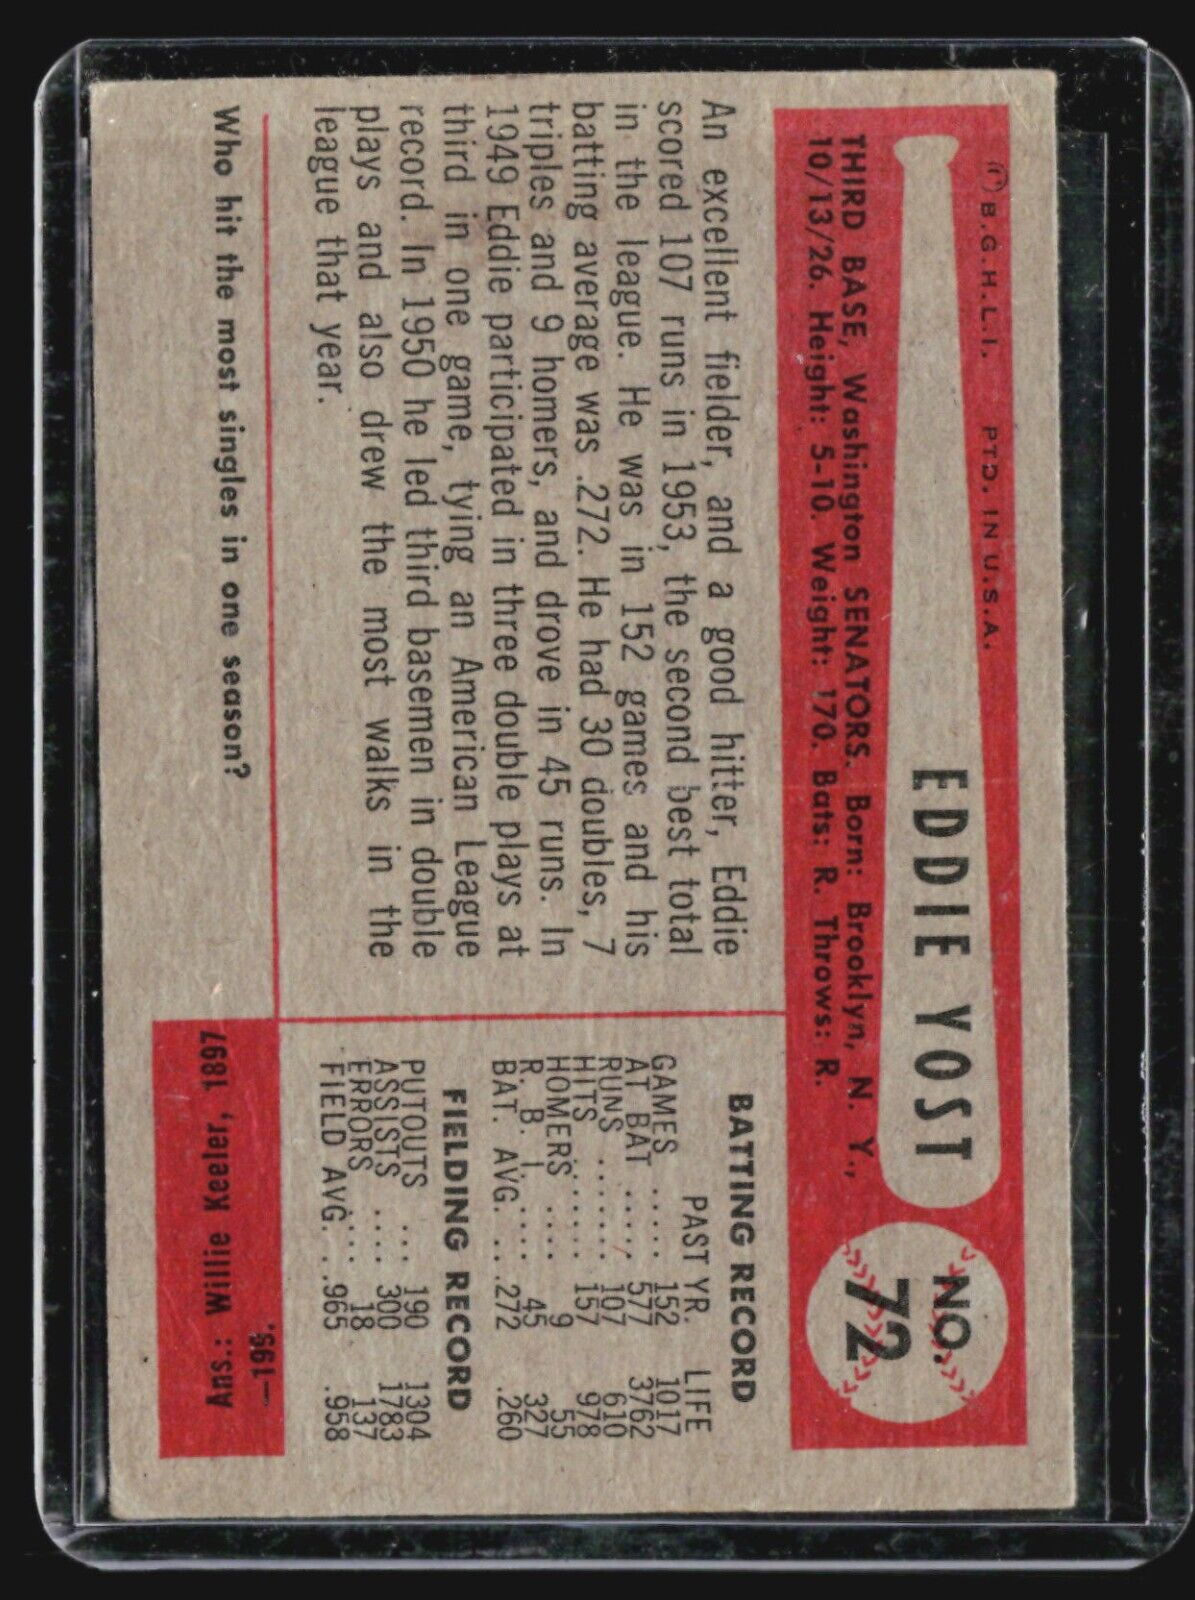 (c) B.G.H.L.I. PTD. IN U.S.A.
EDDIE YOST
NO.
72
THIRD BASE, Washington SENATORS. Born: Brooklyn, N. Y.,
10/13/26. Height: 5-10. Weight: 170. Bats: R. Throws: R.
An excellent fielder, and a good hitter, Eddie
scored 107 runs in 1953, the second best total
in the league. He was in 152 games and his
batting average was .272. He had 30 doubles, 7
triples and 9 homers, and drove in 45 runs. In
1949 Eddie participated in three double plays at
third in one game, tying an American League
record. In 1950 he led third basemen in double
plays and also drew the most walks in the
league that year.
BATTING RECORD
PAST YR. LIFE
GAMES ..... 152 1017
AT BAT ..... 577 3762
RUNS ....... 107 610
HITS ....... 157 978
HOMERS .... 9 55
R. B. I. .... 45 327
BAT. AVG. .. .272 .260
FIELDING RECORD
PUTOUTS ... 190 1304
ASSISTS .... 300 1783
ERRORS .... 18 137
FIELD AVG. . .965 .958
Who hit the most singles in one season?
Ans.: Willie Keeler, 1897
—199.